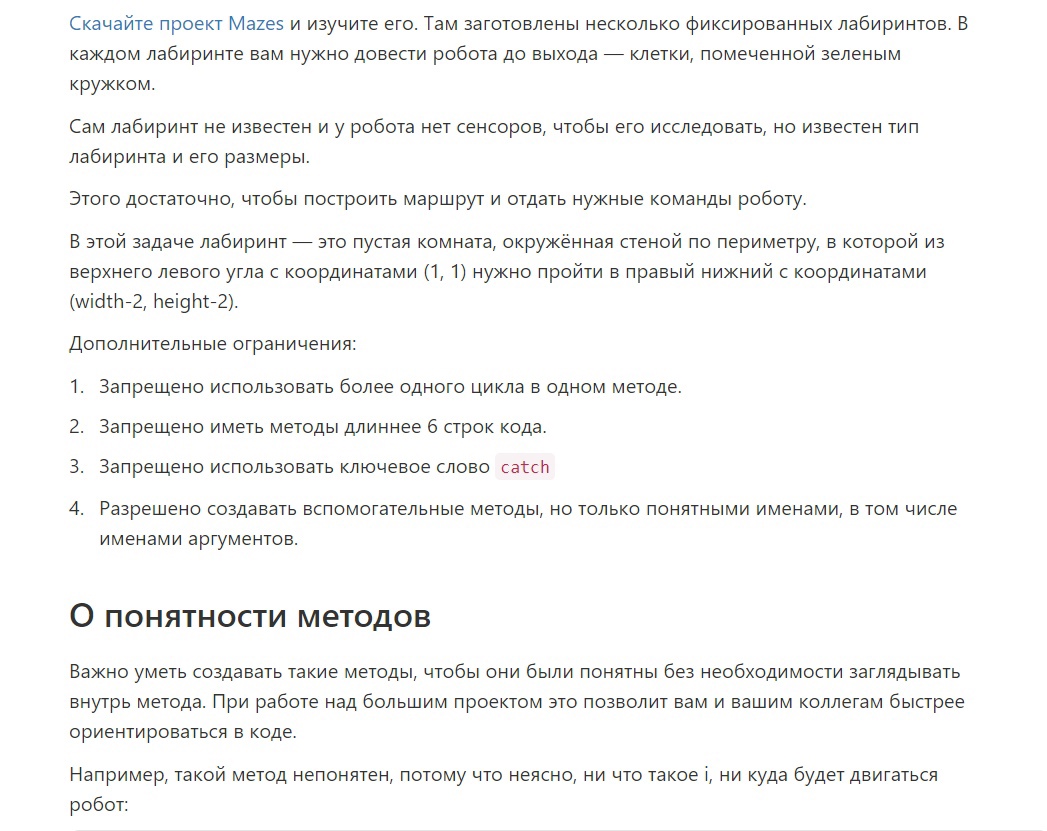 Скачайте проект Mazes и изучите его. Там заготовлены несколько фиксированных лабиринтов. В
каждом лабиринте вам нужно довести робота до выхода — клетки, помеченной зеленым
кружком.
Сам лабиринт не известен и у робота нет сенсоров, чтобы его исследовать, но известен тип
лабиринта и его размеры.
Этого достаточно, чтобы построить маршрут и отдать нужные команды роботу.
В этой задаче лабиринт — это пустая комната, окружённая стеной по периметру, в которой из
верхнего левого угла с координатами (1, 1) нужно пройти в правый нижний с координатами
(width-2, height-2).
Дополнительные ограничения:
1. Запрещено использовать более одного цикла в одном методе.
2. Запрещено иметь методы длиннее 6 строк кода.
3. Запрещено использовать ключевое слово catch
4. Разрешено создавать вспомогательные методы, но только понятными именами, в том числе
именами аргументов.
О понятности методов
Важно уметь создавать такие методы, чтобы они были понятны без необходимости заглядывать
внутрь метода. При работе над большим проектом это позволит вам и вашим коллегам быстрее
ориентироваться в коде.
Например, такой метод непонятен, потому что неясно, ни что такое i, ни куда будет двигаться
робот: